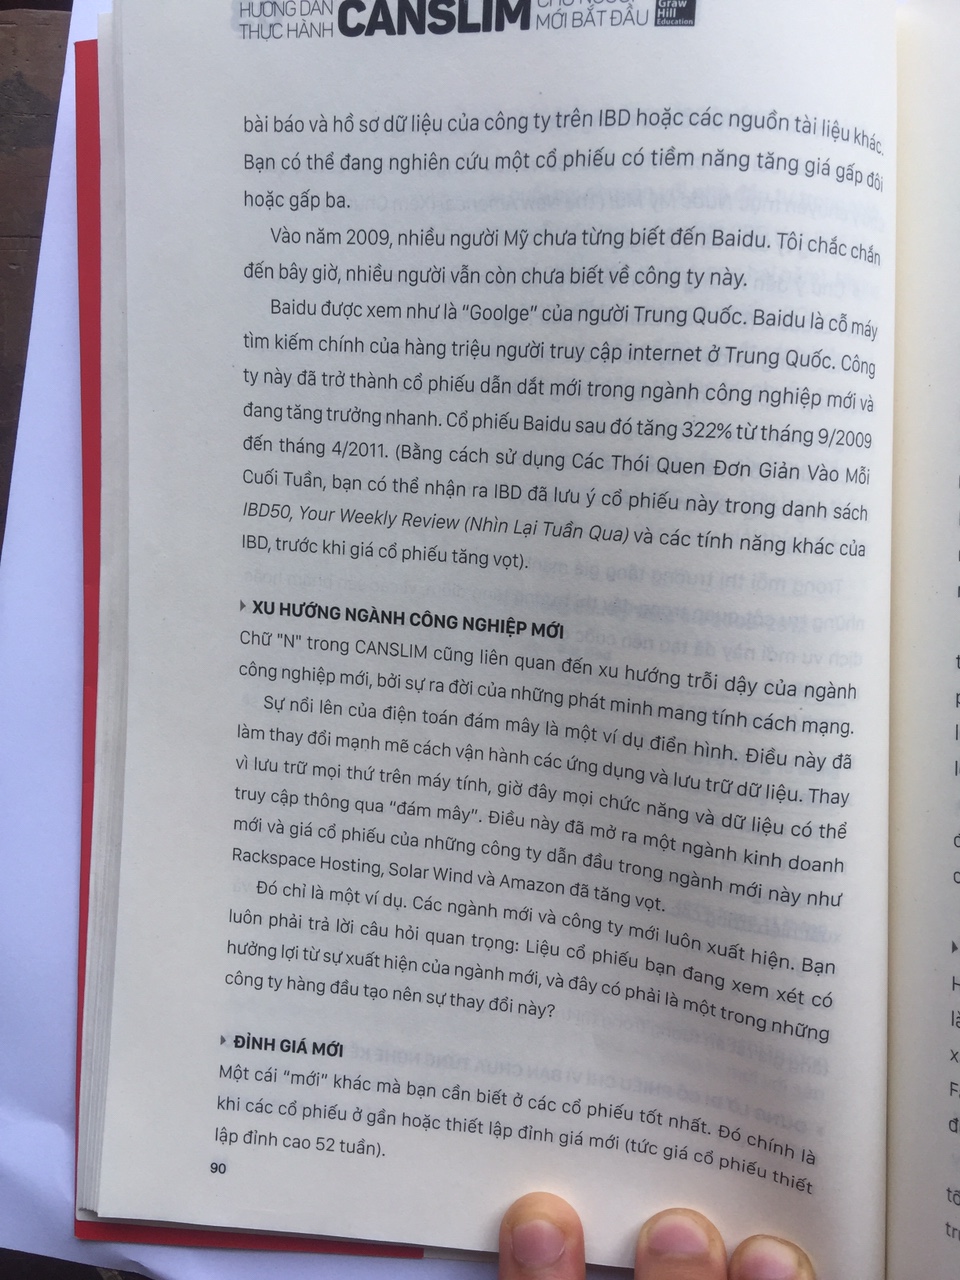 HƯỚNG DẪN
THỰC HÀNH
CANSLIM
MỚI BẮT ĐẦU
Graw
Hill
Education
bài báo và hồ sơ dữ liệu của công ty trên IBD hoặc các nguồn tài liệu khác.
Bạn có thể đang nghiên cứu một cổ phiếu có tiềm năng tăng giá gấp đôi
hoặc gấp ba.
Vào năm 2009, nhiều người Mỹ chưa từng biết đến Baidu. Tôi chắc chắn
đến bây giờ, nhiều người vẫn còn chưa biết về công ty này.
Baidu được xem như là “Goolge” của người Trung Quốc. Baidu là cỗ máy
tìm kiếm chính của hàng triệu người truy cập internet ở Trung Quốc. Công
ty này đã trở thành cổ phiếu dẫn dắt mới trong ngành công nghiệp mới và
đang tăng trưởng nhanh. Cổ phiếu Baidu sau đó tăng 322% từ tháng 9/2009
đến tháng 4/2011. (Bằng cách sử dụng Các Thói Quen Đơn Giản Vào Mỗi
Cuối Tuần, bạn có thể nhận ra IBD đã lưu ý cổ phiếu này trong danh sách
IBD50, Your Weekly Review (Nhìn Lại Tuần Qua) và các tính năng khác của
IBD, trước khi giá cổ phiếu tăng vọt).
XU HƯỚNG NGÀNH CÔNG NGHIỆP MỚI
Chữ "N" trong CANSLIM cũng liên quan đến xu hướng trỗi dậy của ngành
công nghiệp mới, bởi sự ra đời của những phát minh mang tính cách mạng.
Sự nổi lên của điện toán đám mây là một ví dụ điển hình. Điều này đã
làm thay đổi mạnh mẽ cách vận hành các ứng dụng và lưu trữ dữ liệu. Thay
vì lưu trữ mọi thứ trên máy tính, giờ đây mọi chức năng và dữ liệu có thể
truy cập thông qua “đám mây”. Điều này đã mở ra một ngành kinh doanh
mới và giá cổ phiếu của những công ty dẫn đầu trong ngành mới này như
Rackspace Hosting, Solar Wind và Amazon đã tăng vọt.
Đó chỉ là một ví dụ. Các ngành mới và công ty mới luôn xuất hiện. Bạn
luôn phải trả lời câu hỏi quan trọng: Liệu cổ phiếu bạn đang xem xét có
hưởng lợi từ sự xuất hiện của ngành mới, và đây có phải là một trong những
công ty hàng đầu tạo nên sự thay đổi này?
ĐỈNH GIÁ MỚI
Một cái “mới” khác mà bạn cần biết ở các cổ phiếu tốt nhất. Đó chính là
khi các cổ phiếu ở gần hoặc thiết lập đỉnh giá mới (tức giá cổ phiếu thiết
lập đỉnh cao 52 tuần).
90